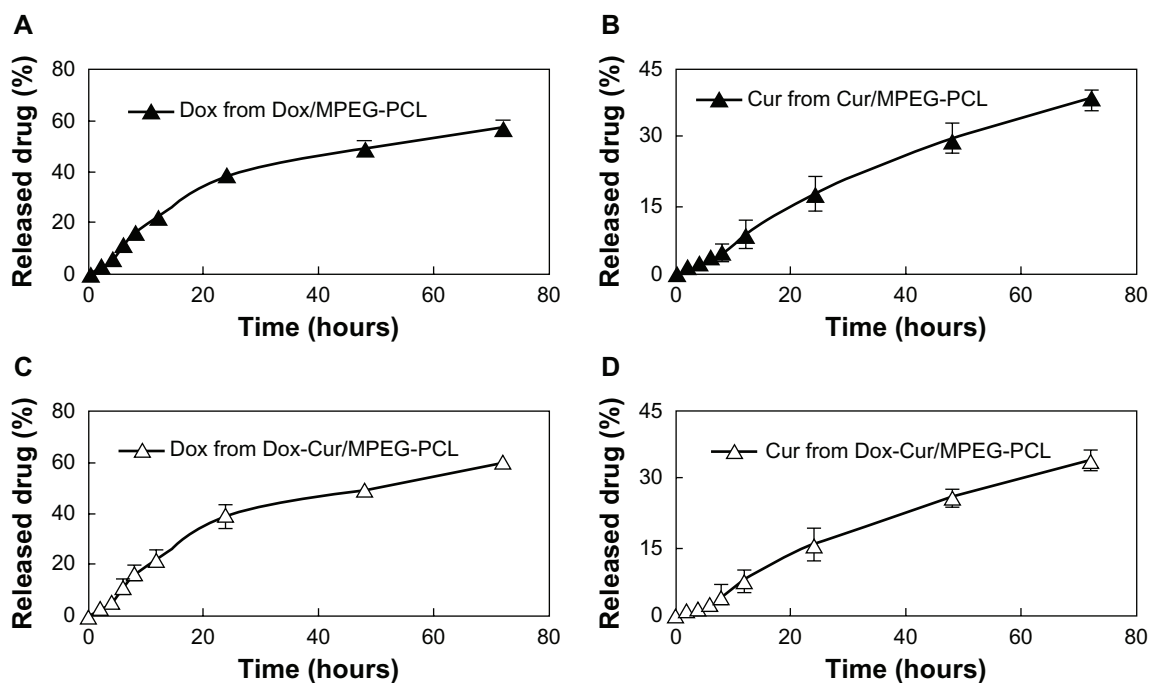 A
Released drug (%)
80
60
40
20
0
Dox from Dox/MPEG-PCL
0 20 40 60 80
Time (hours)
B
Released drug (%)
45
30
15
0
Cur from Cur/MPEG-PCL
0 20 40 60 80
Time (hours)
C
Released drug (%)
80
60
40
20
0
Dox from Dox-Cur/MPEG-PCL
0 20 40 60 80
Time (hours)
D
Released drug (%)
45
30
15
0
Cur from Dox-Cur/MPEG-PCL
0 20 40 60 80
Time (hours)